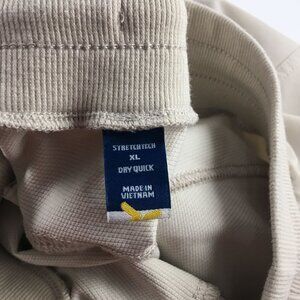 STRETCHTECH
XL
DRY QUICK
MADE IN
VIETNAM